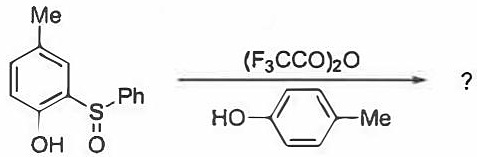 Me
(F3CCO)2O
S Ph ?
HO Me
OH O